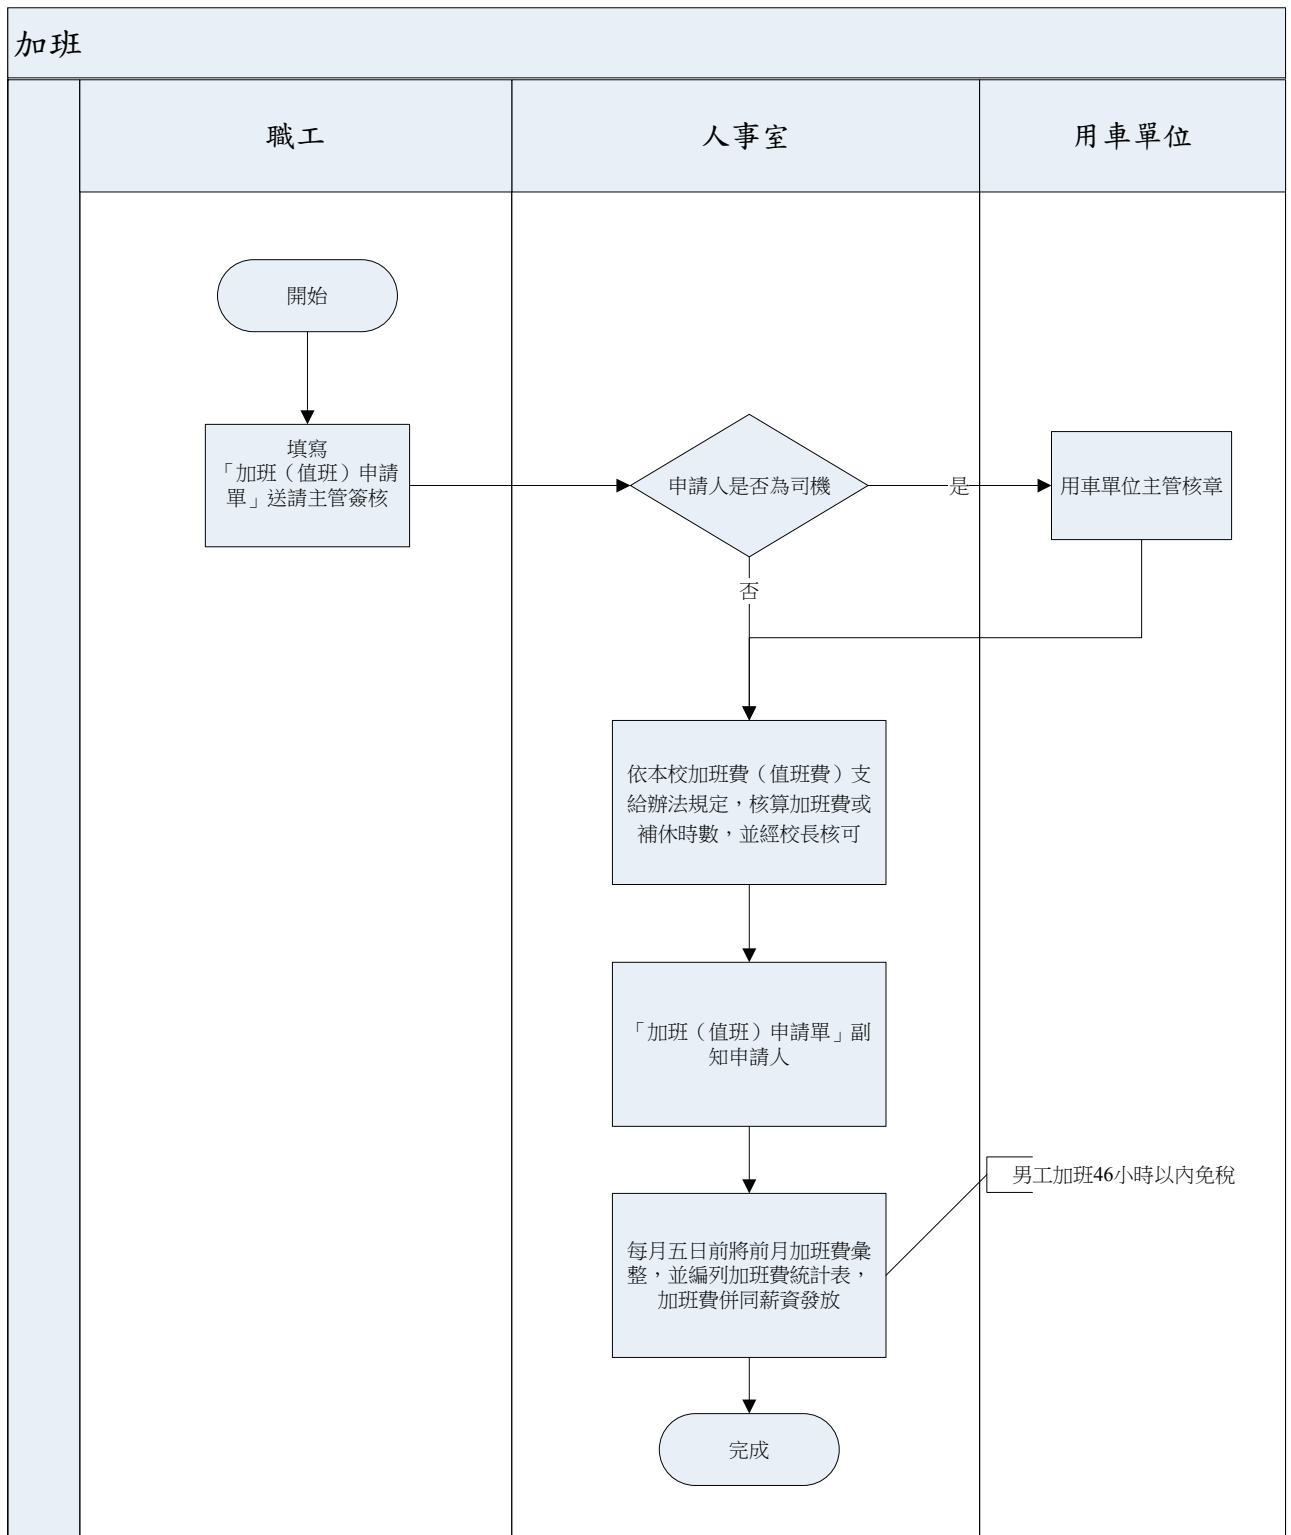 加班
職工
人事室
用車單位
開始
填寫
「加班（值班）申請
單」送請主管簽核
申請人是否為司機
是
用車單位主管核章
否
依本校加班費（值班費）支
給辦法規定，核算加班費或
補休時數，並經校長核可
「加班（值班）申請單」副
知申請人
男工加班46小時以內免稅
每月五日前將前月加班費彙
整，並編列加班費統計表，
加班費併同薪資發放
完成